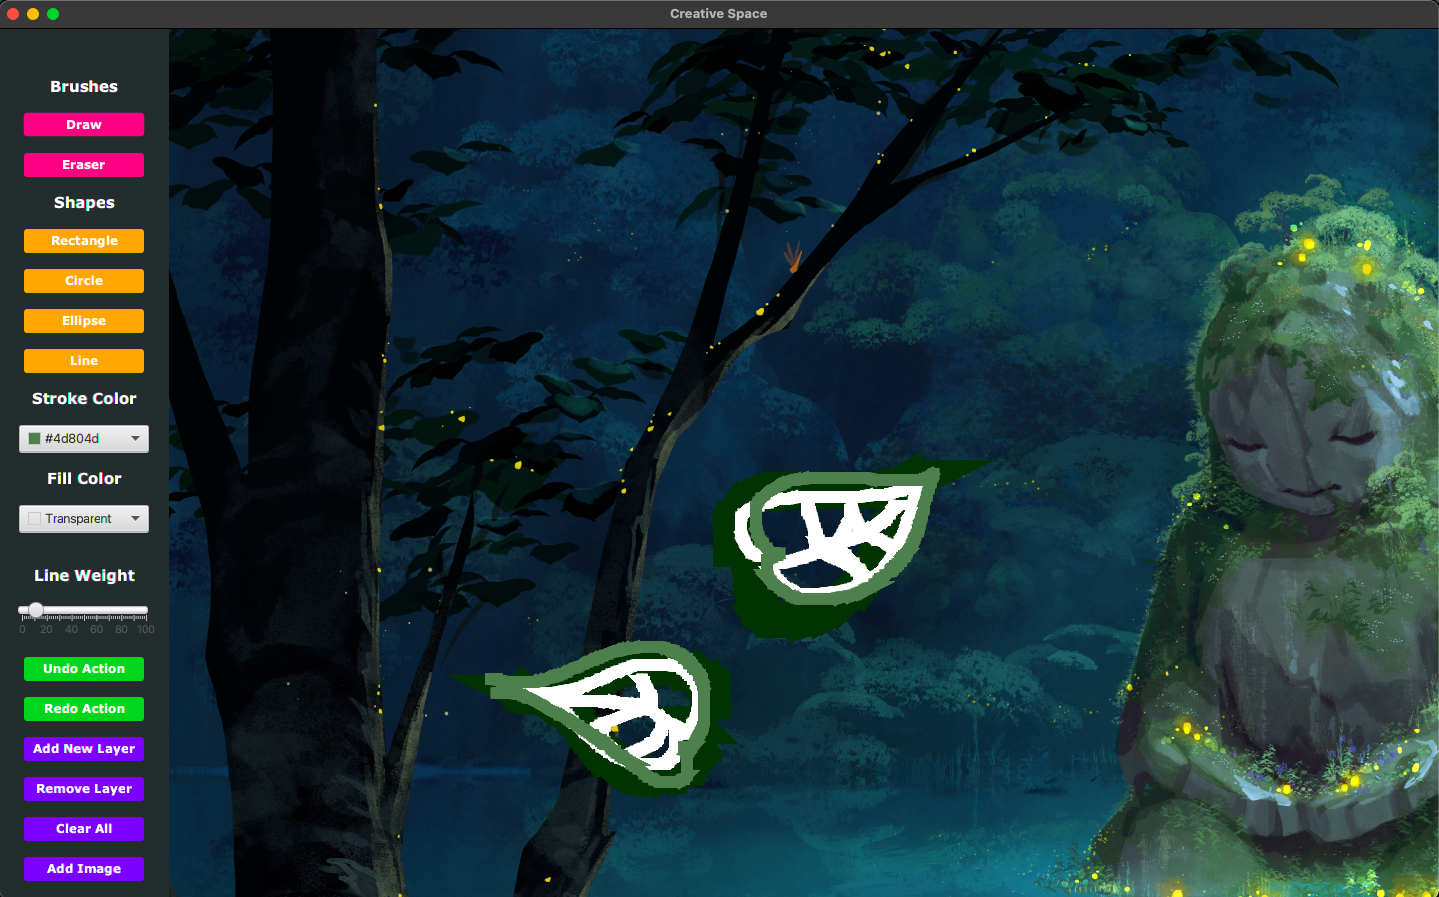 Creative Space
Brushes
Draw
Eraser
Shapes
Rectangle
Circle
Ellipse
Line
Stroke Color
#4d804d
Fill Color
Transparent
Line Weight
0 20 40 60 80 100
Undo Action
Redo Action
Add New Layer
Remove Layer
Clear All
Add Image